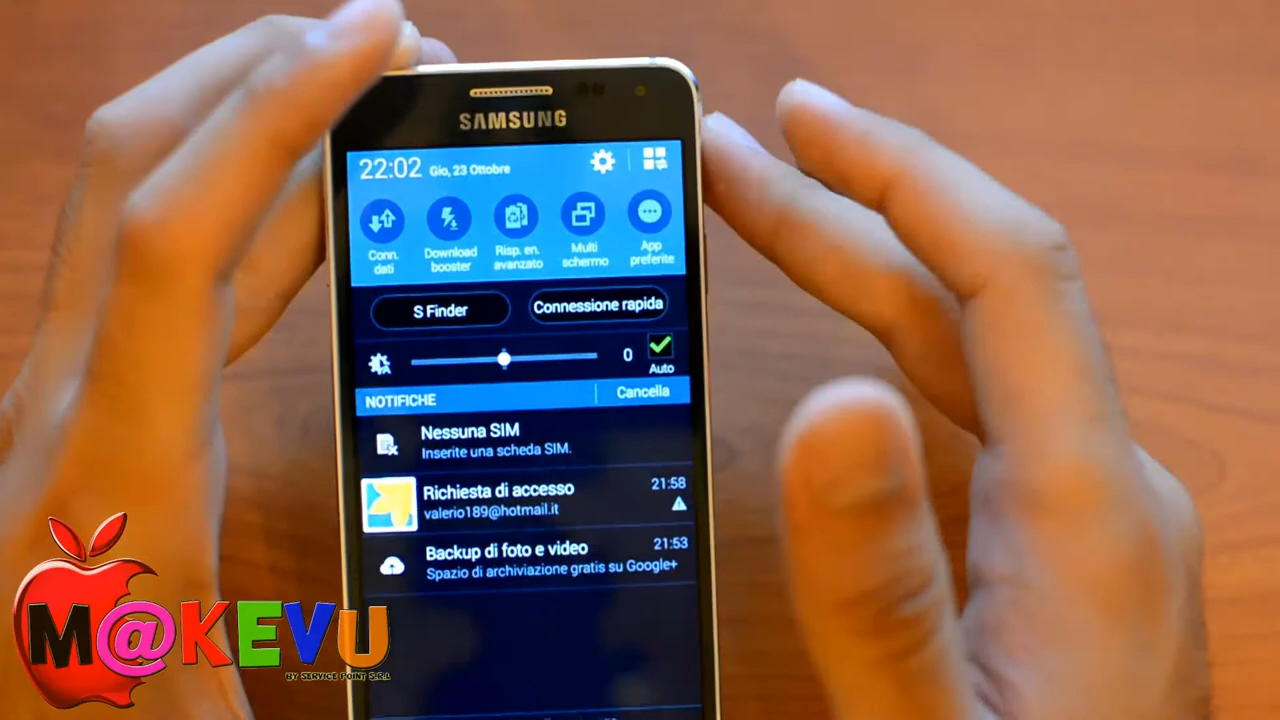 SAMSUNG
22:02 Gio, 23 Ottobre
Conn. dati
Download booster
Risp. en. avanzato
Multi schermo
App preferite
S Finder
Connessione rapida
0
Auto
NOTIFICHE
Cancella
Nessuna SIM
Inserite una scheda SIM.
Richiesta di accesso 21:58
valerio189@hotmail.it
Backup di foto e video 21:53
Spazio di archiviazione gratis su Google+
M@KEVU
BY SERVICE POINT S.R.L